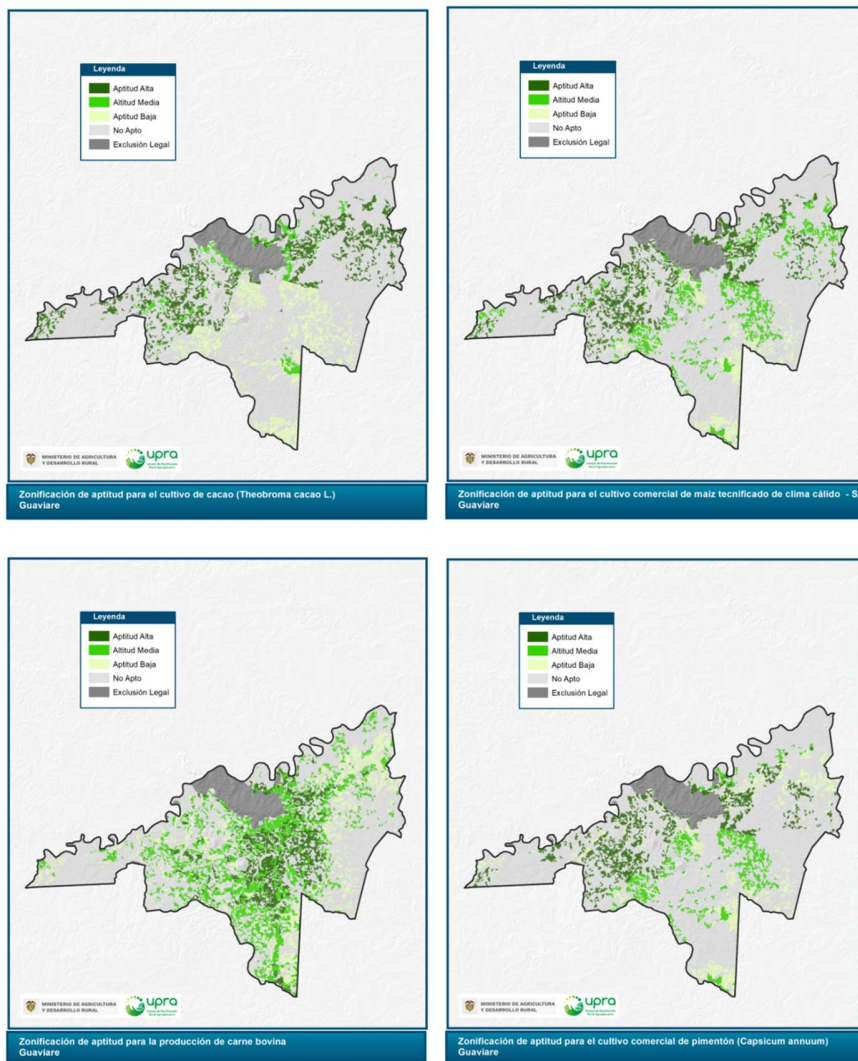 Leyenda
Aptitud Alta
Altitud Media
Aptitud Baja
No Apto
Exclusión Legal
MINISTERIO DE AGRICULTURA
Y DESARROLLO RURAL
upra
Zonificación de aptitud para el cultivo de cacao (Theobroma cacao L.)
Guaviare
Leyenda
Aptitud Alta
Altitud Media
Aptitud Baja
No Apto
Exclusión Legal
MINISTERIO DE AGRICULTURA
Y DESARROLLO RURAL
upra
Zonificación de aptitud para el cultivo comercial de maíz tecnificado de clima cálido - S
Guaviare
Leyenda
Aptitud Alta
Altitud Media
Aptitud Baja
No Apto
Exclusión Legal
MINISTERIO DE AGRICULTURA
Y DESARROLLO RURAL
upra
Zonificación de aptitud para la producción de carne bovina
Guaviare
Leyenda
Aptitud Alta
Altitud Media
Aptitud Baja
No Apto
Exclusión Legal
MINISTERIO DE AGRICULTURA
Y DESARROLLO RURAL
upra
Zonificación de aptitud para el cultivo comercial de pimentón (Capsicum annuum)
Guaviare